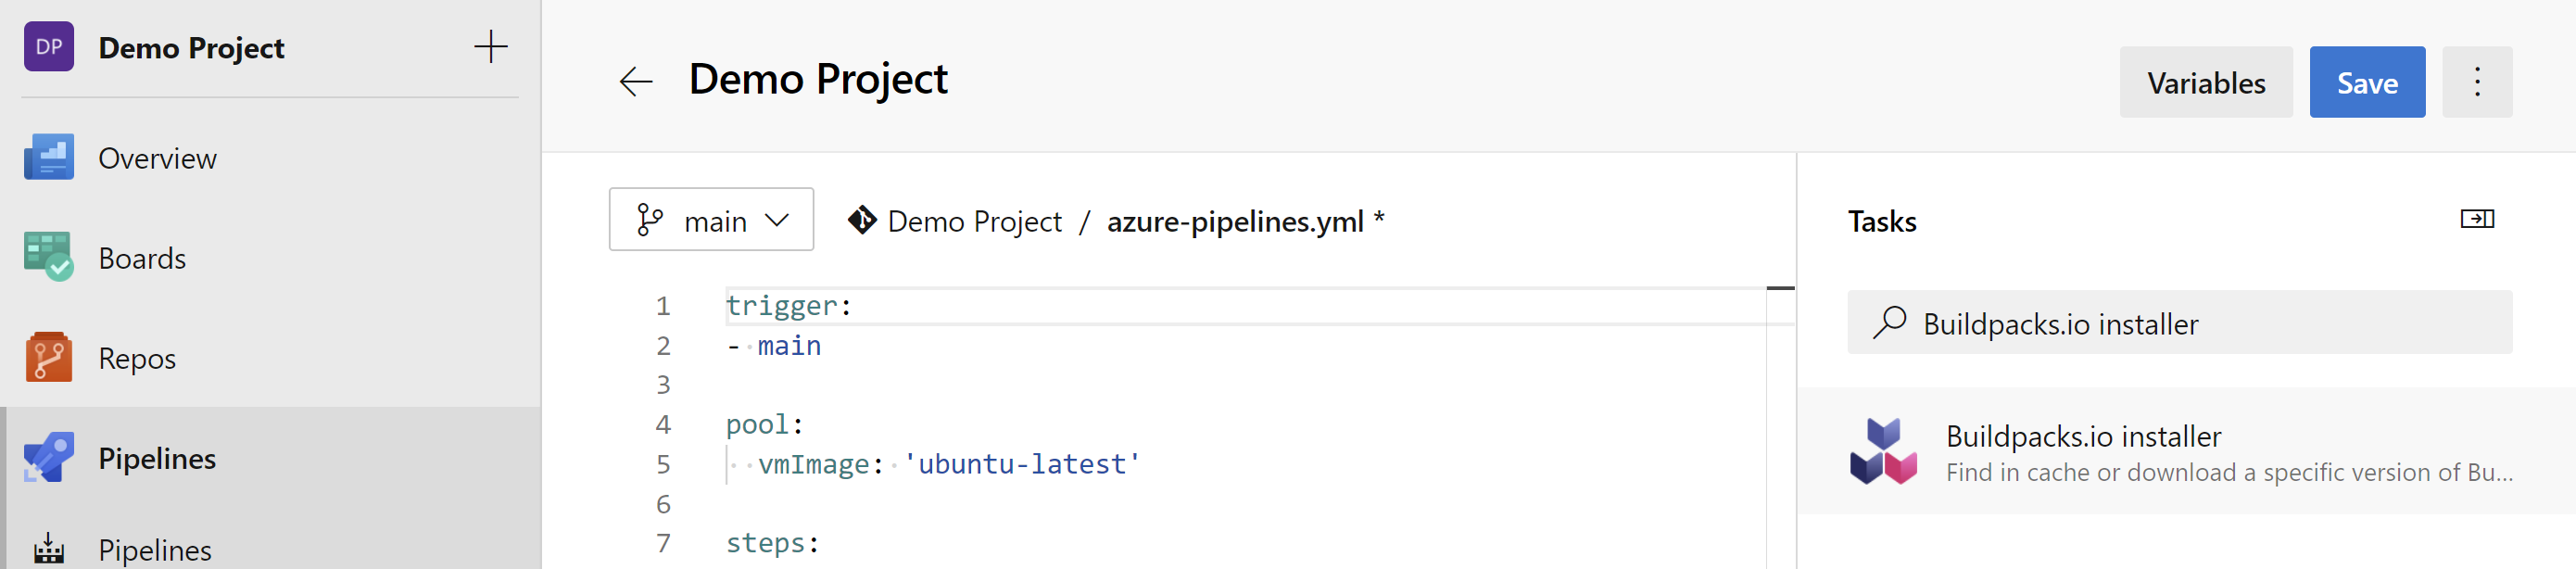 DP Demo Project
Overview
Boards
Repos
Pipelines
Pipelines
Demo Project
Variables
Save
main
Demo Project / azure-pipelines.yml *
1 trigger:
2 - main
3
4 pool:
5 vmImage: 'ubuntu-latest'
6
7 steps:
Tasks
Buildpacks.io installer
Buildpacks.io installer
Find in cache or download a specific version of Bu...